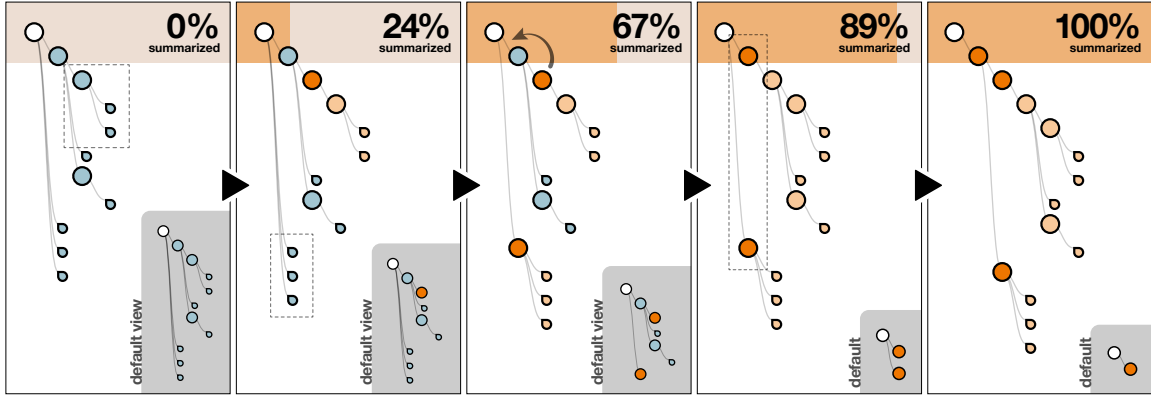 0%
summarized
default view
24%
summarized
default view
67%
summarized
default view
89%
summarized
default
100%
summarized
default